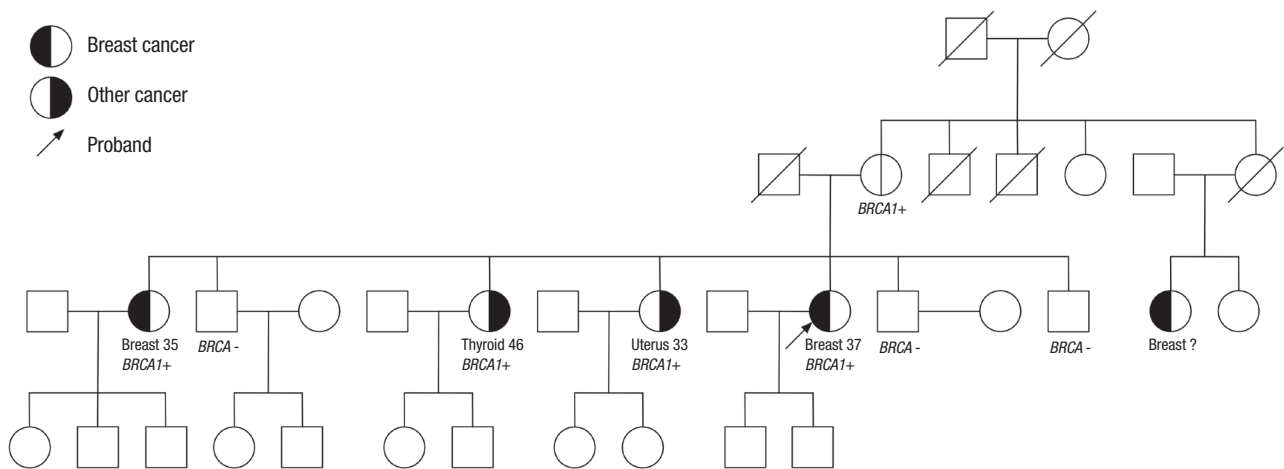 Breast cancer
Other cancer
Proband
BRCA1+
Breast 35
BRCA1+
BRCA -
Thyroid 46
BRCA1+
Uterus 33
BRCA1+
Breast 37
BRCA1+
BRCA -
BRCA -
Breast ?